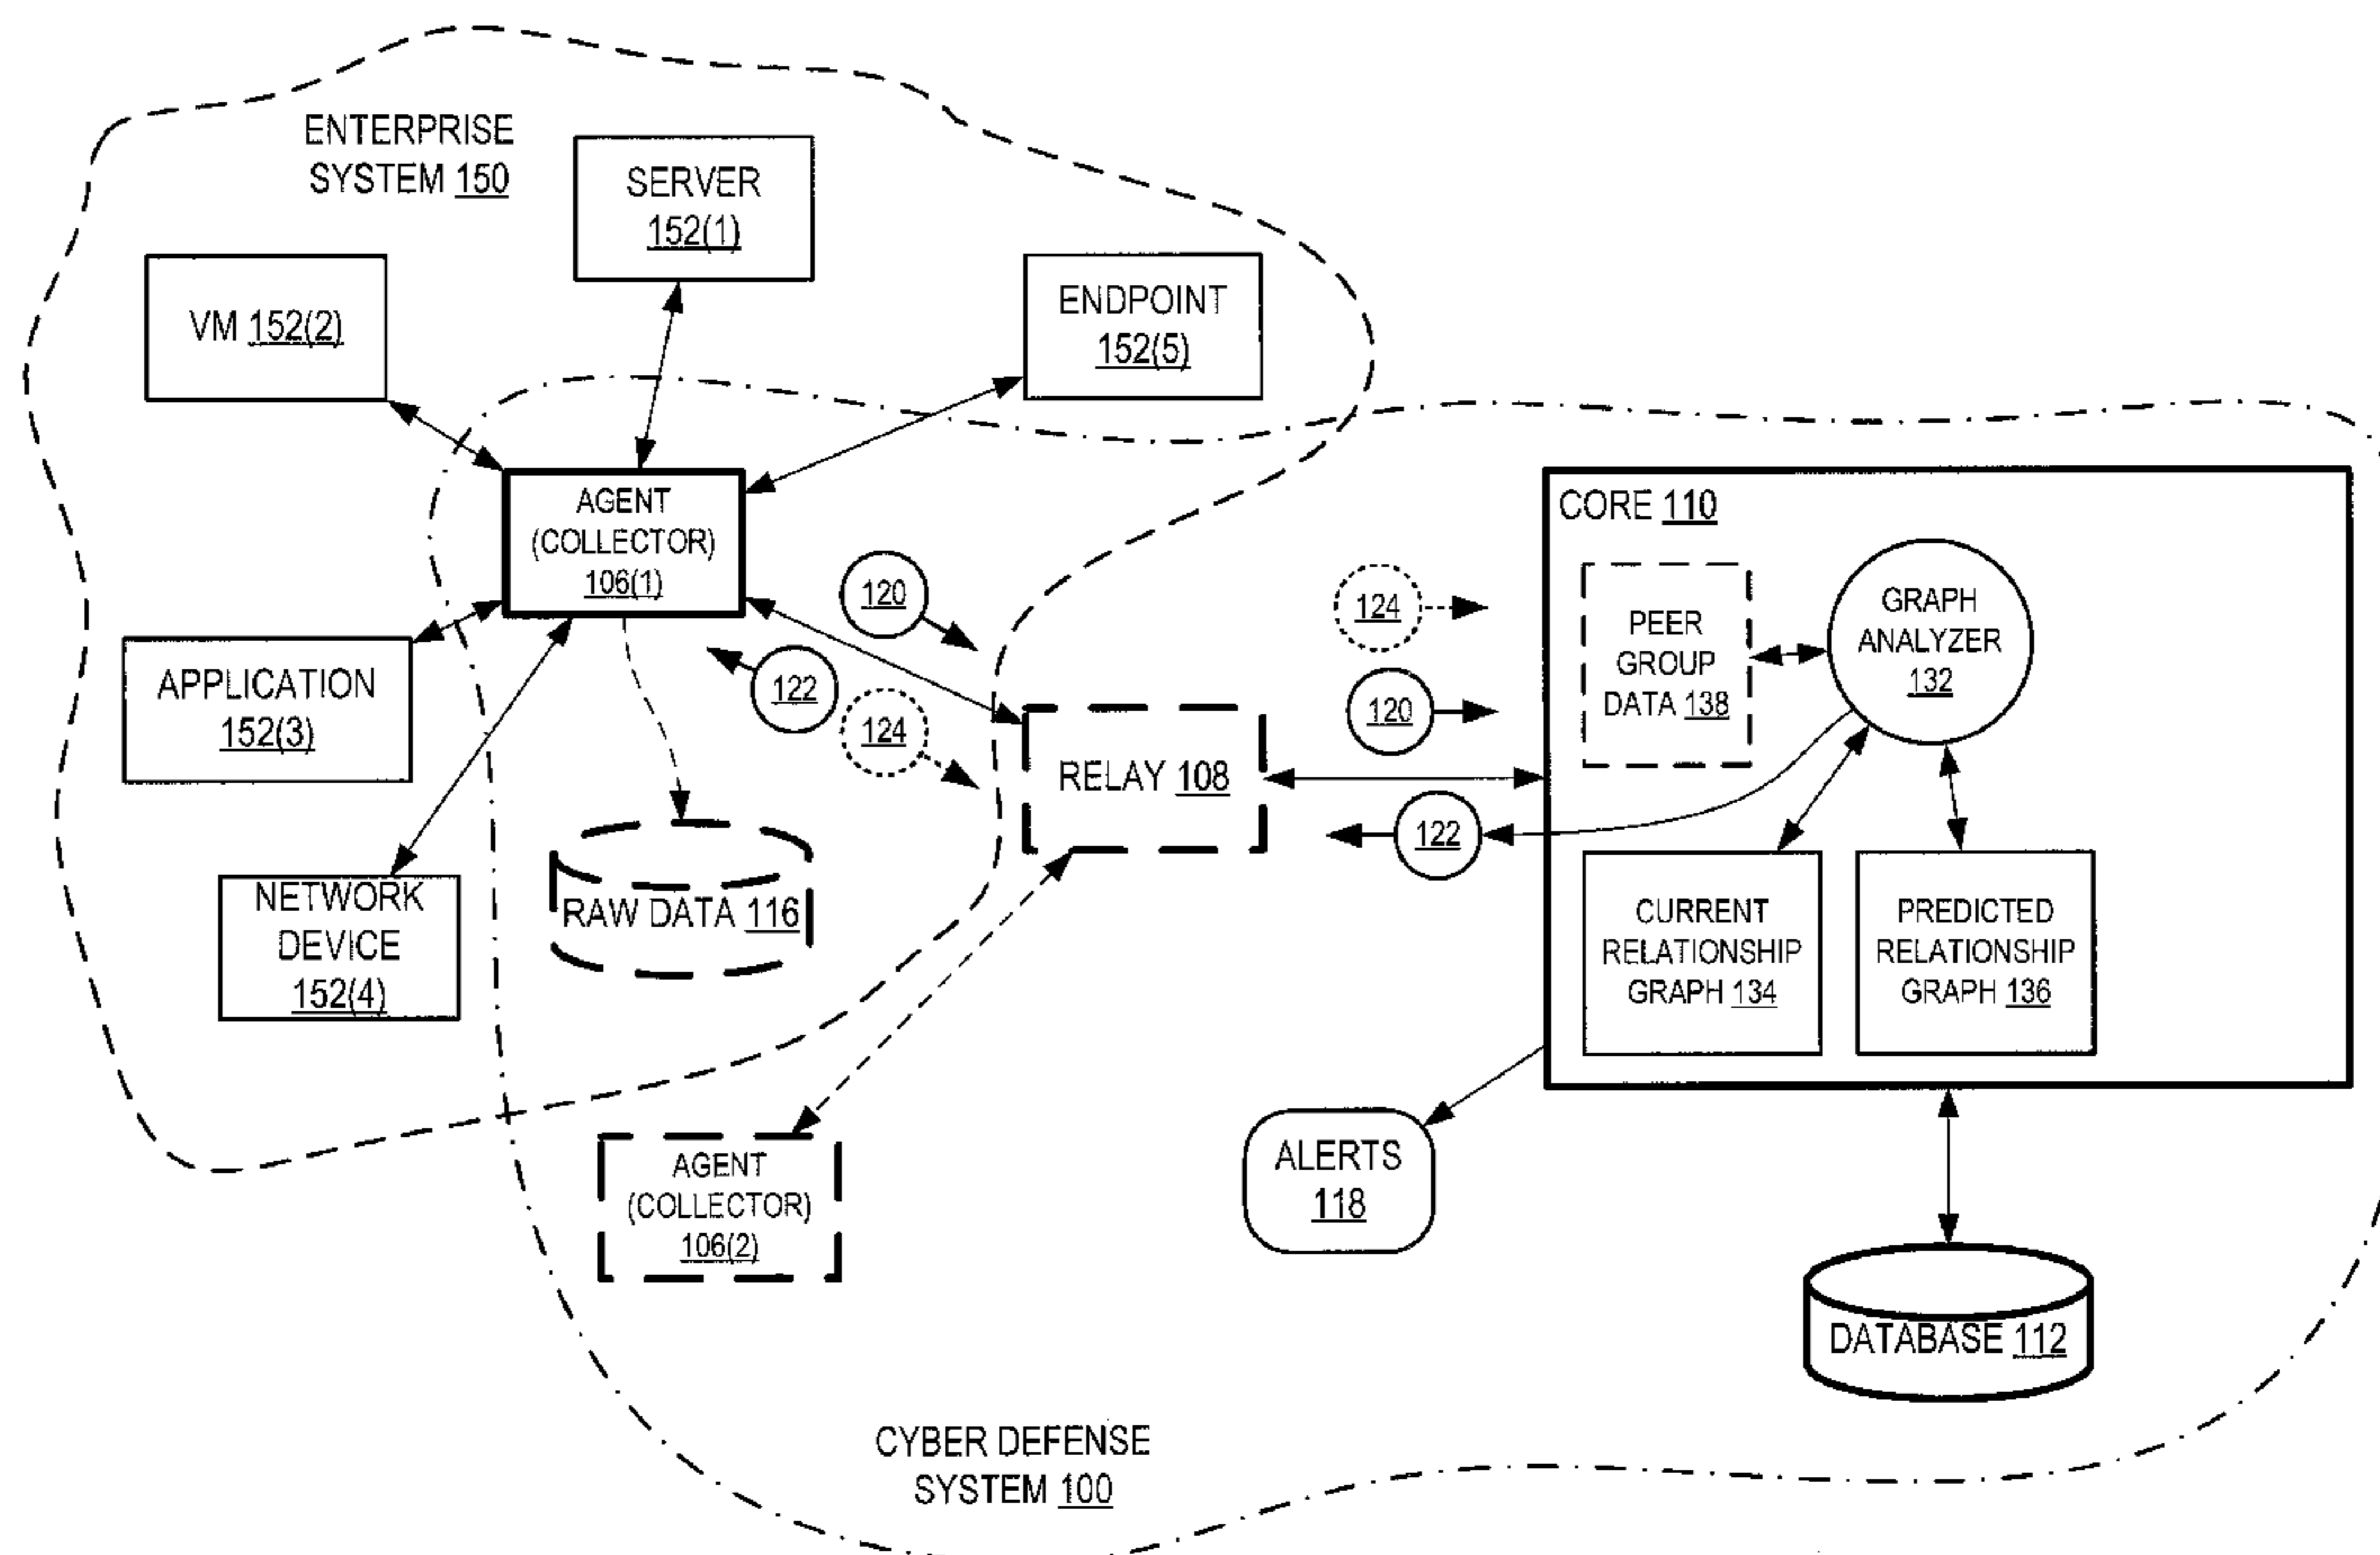 ENTERPRISE
SYSTEM 150
SERVER
152(1)
VM 152(2)
ENDPOINT
152(5)
AGENT
(COLLECTOR)
106(1)
APPLICATION
152(3)
NETWORK
DEVICE
152(4)
RAW DATA 116
120
122
124
RELAY 108
124
120
122
CORE 110
PEER
GROUP
DATA 138
GRAPH
ANALYZER
132
CURRENT
RELATIONSHIP
GRAPH 134
PREDICTED
RELATIONSHIP
GRAPH 136
AGENT
(COLLECTOR)
106(2)
ALERTS
118
DATABASE 112
CYBER DEFENSE
SYSTEM 100